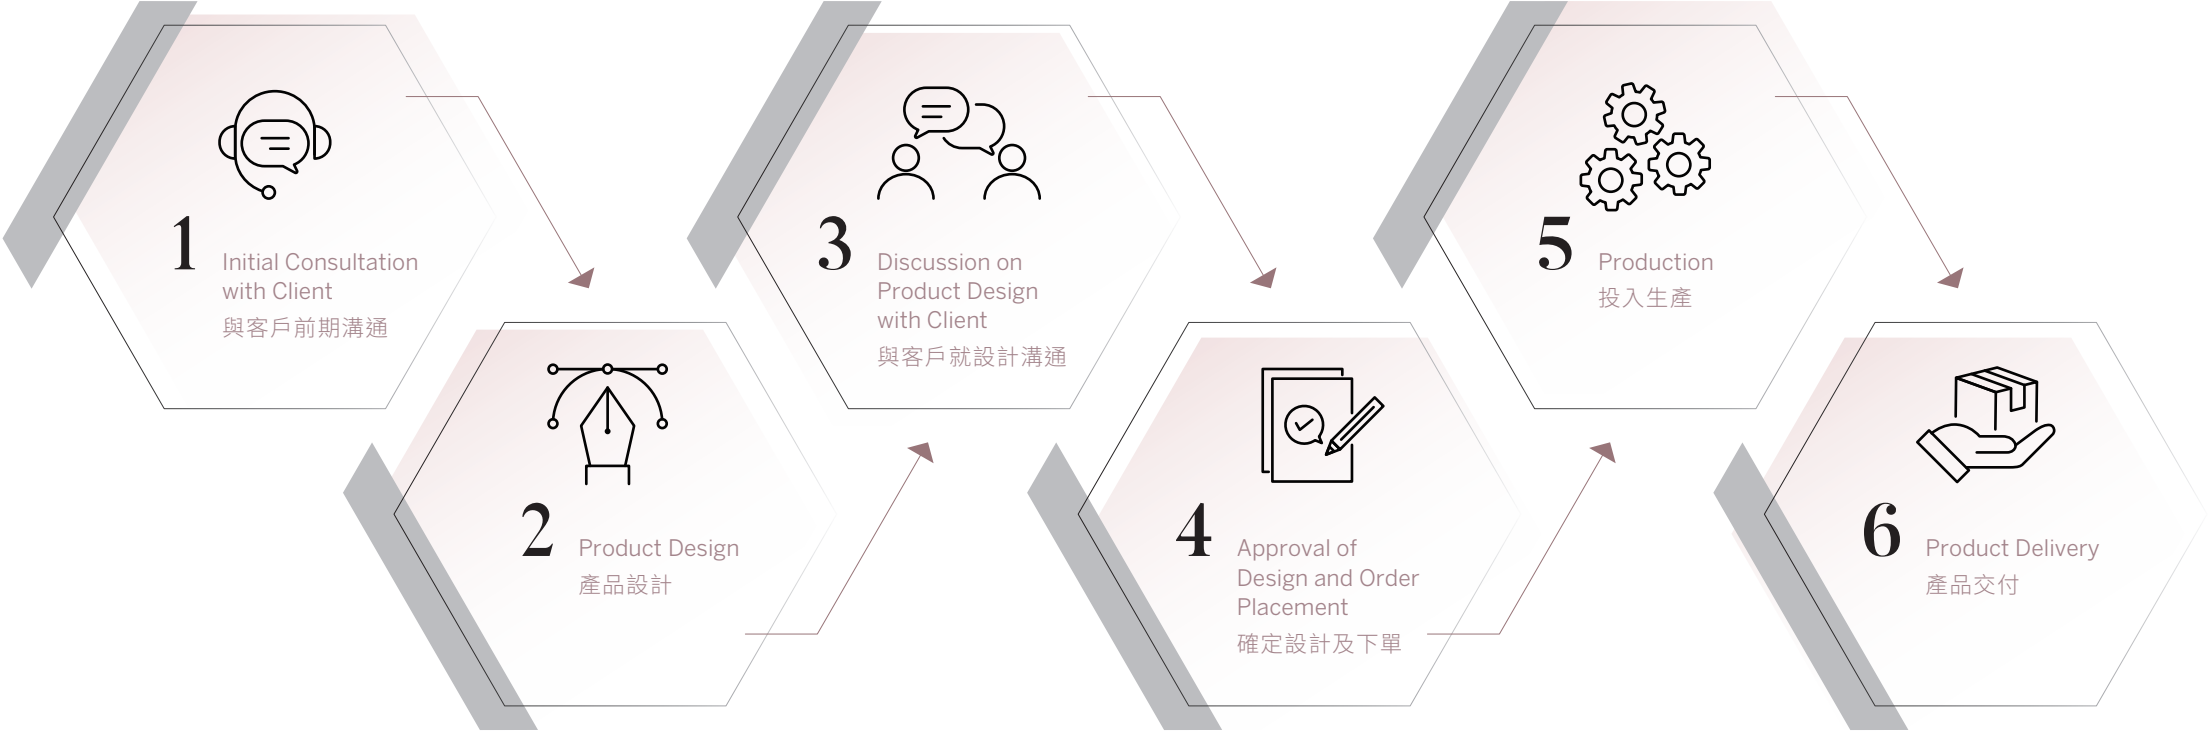 1
Initial Consultation
with Client
與客戶前期溝通
2
Product Design
產品設計
3
Discussion on
Product Design
with Client
與客戶就設計溝通
4
Approval of
Design and Order
Placement
確定設計及下單
5
Production
投入生產
6
Product Delivery
產品交付